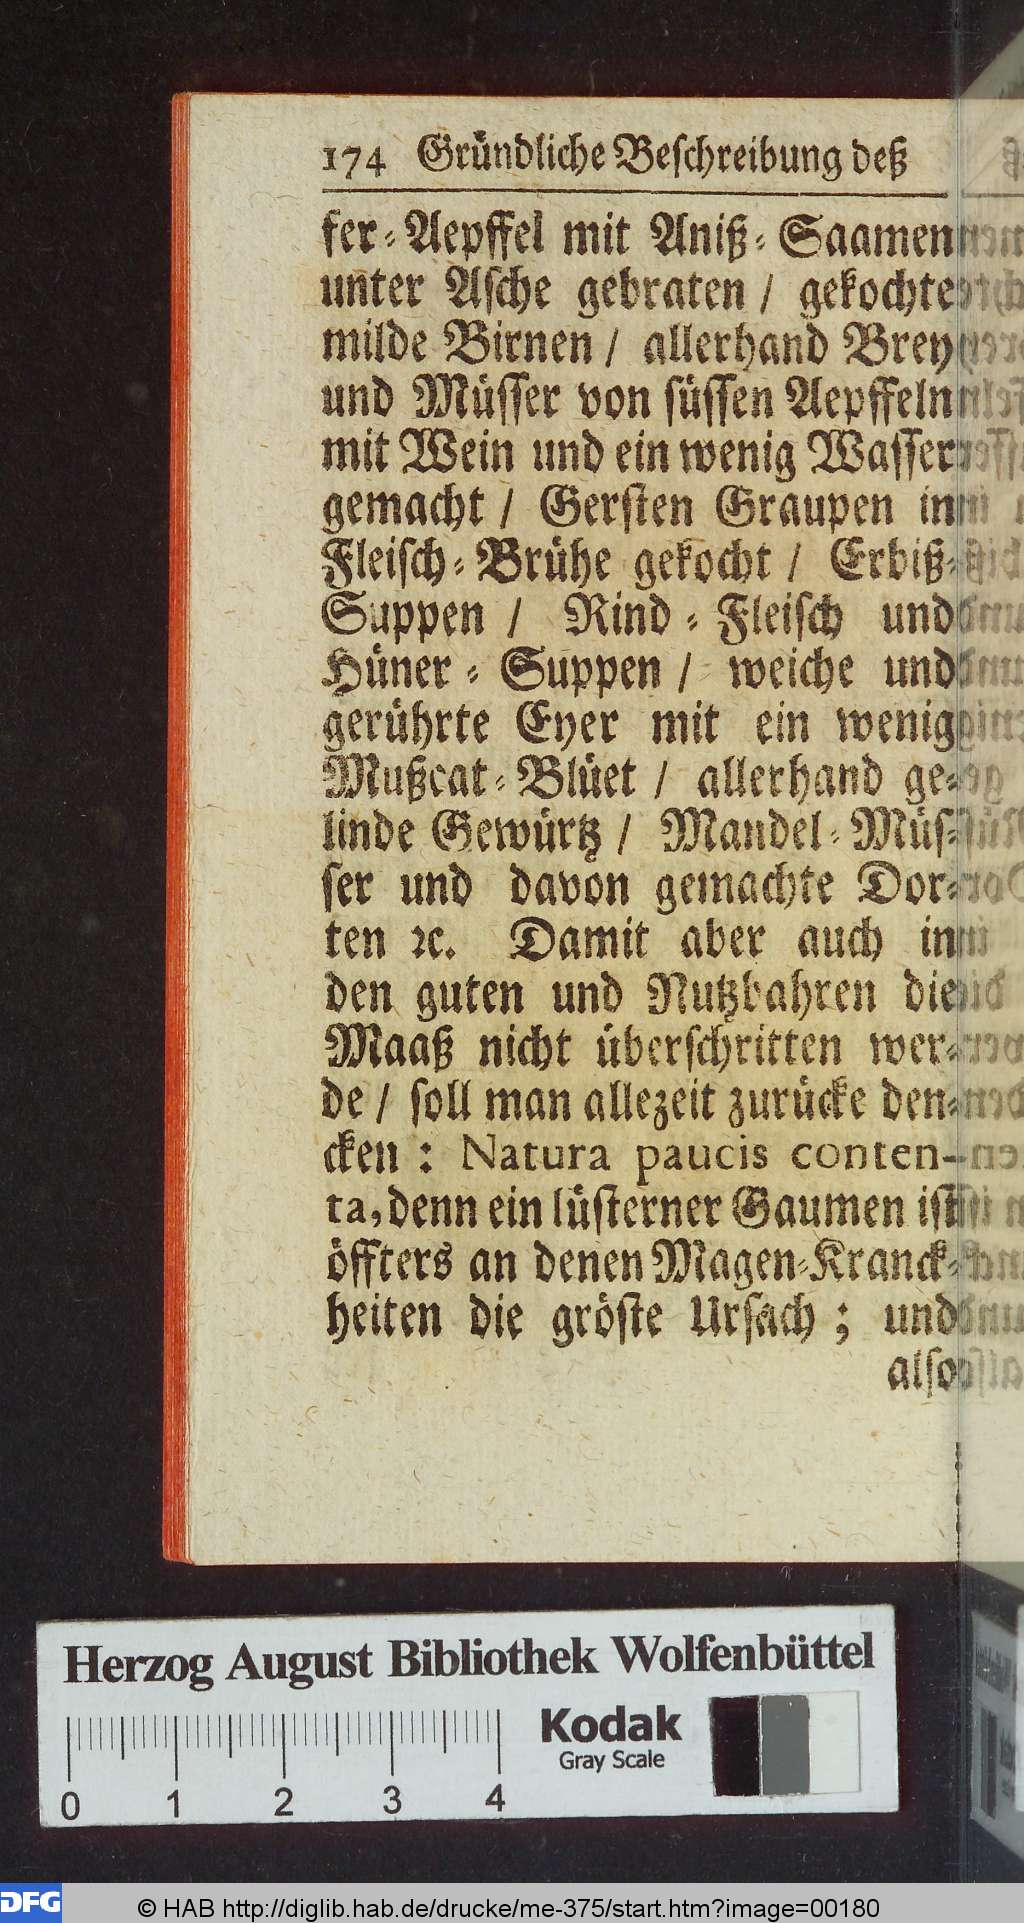 174 Gründliche Beschreibung deß
fer-Aepffel mit Aniß-Saamen
unter Asche gebraten / gekochte
milde Birnen / allerhand Brey
und Müsser von süssen Aepffeln
mit Wein und ein wenig Wasser
gemacht / Gersten Graupen in
Fleisch-Brühe gekocht / Erbiß-
Suppen / Rind-Fleisch und
Hüner-Suppen / weiche und
gerührte Eyer mit ein wenig
Mußcat-Blüet / allerhand ge-
linde Gewürtz / Mandel-Müs-
ser und davon gemachte Dor-
ten ꝛc. Damit aber auch in
den guten und Nutzbahren die
Maaß nicht überschritten wer-
de / soll man allezeit zurücke den-
cken : Natura paucis conten-
ta, denn ein lüsterner Gaumen ist
öffters an denen Magen-Kranck-
heiten die gröste Ursach ; und
also
Herzog August Bibliothek Wolfenbüttel
Kodak
Gray Scale
0 1 2 3 4
DFG © HAB http://diglib.hab.de/drucke/me-375/start.htm?image=00180